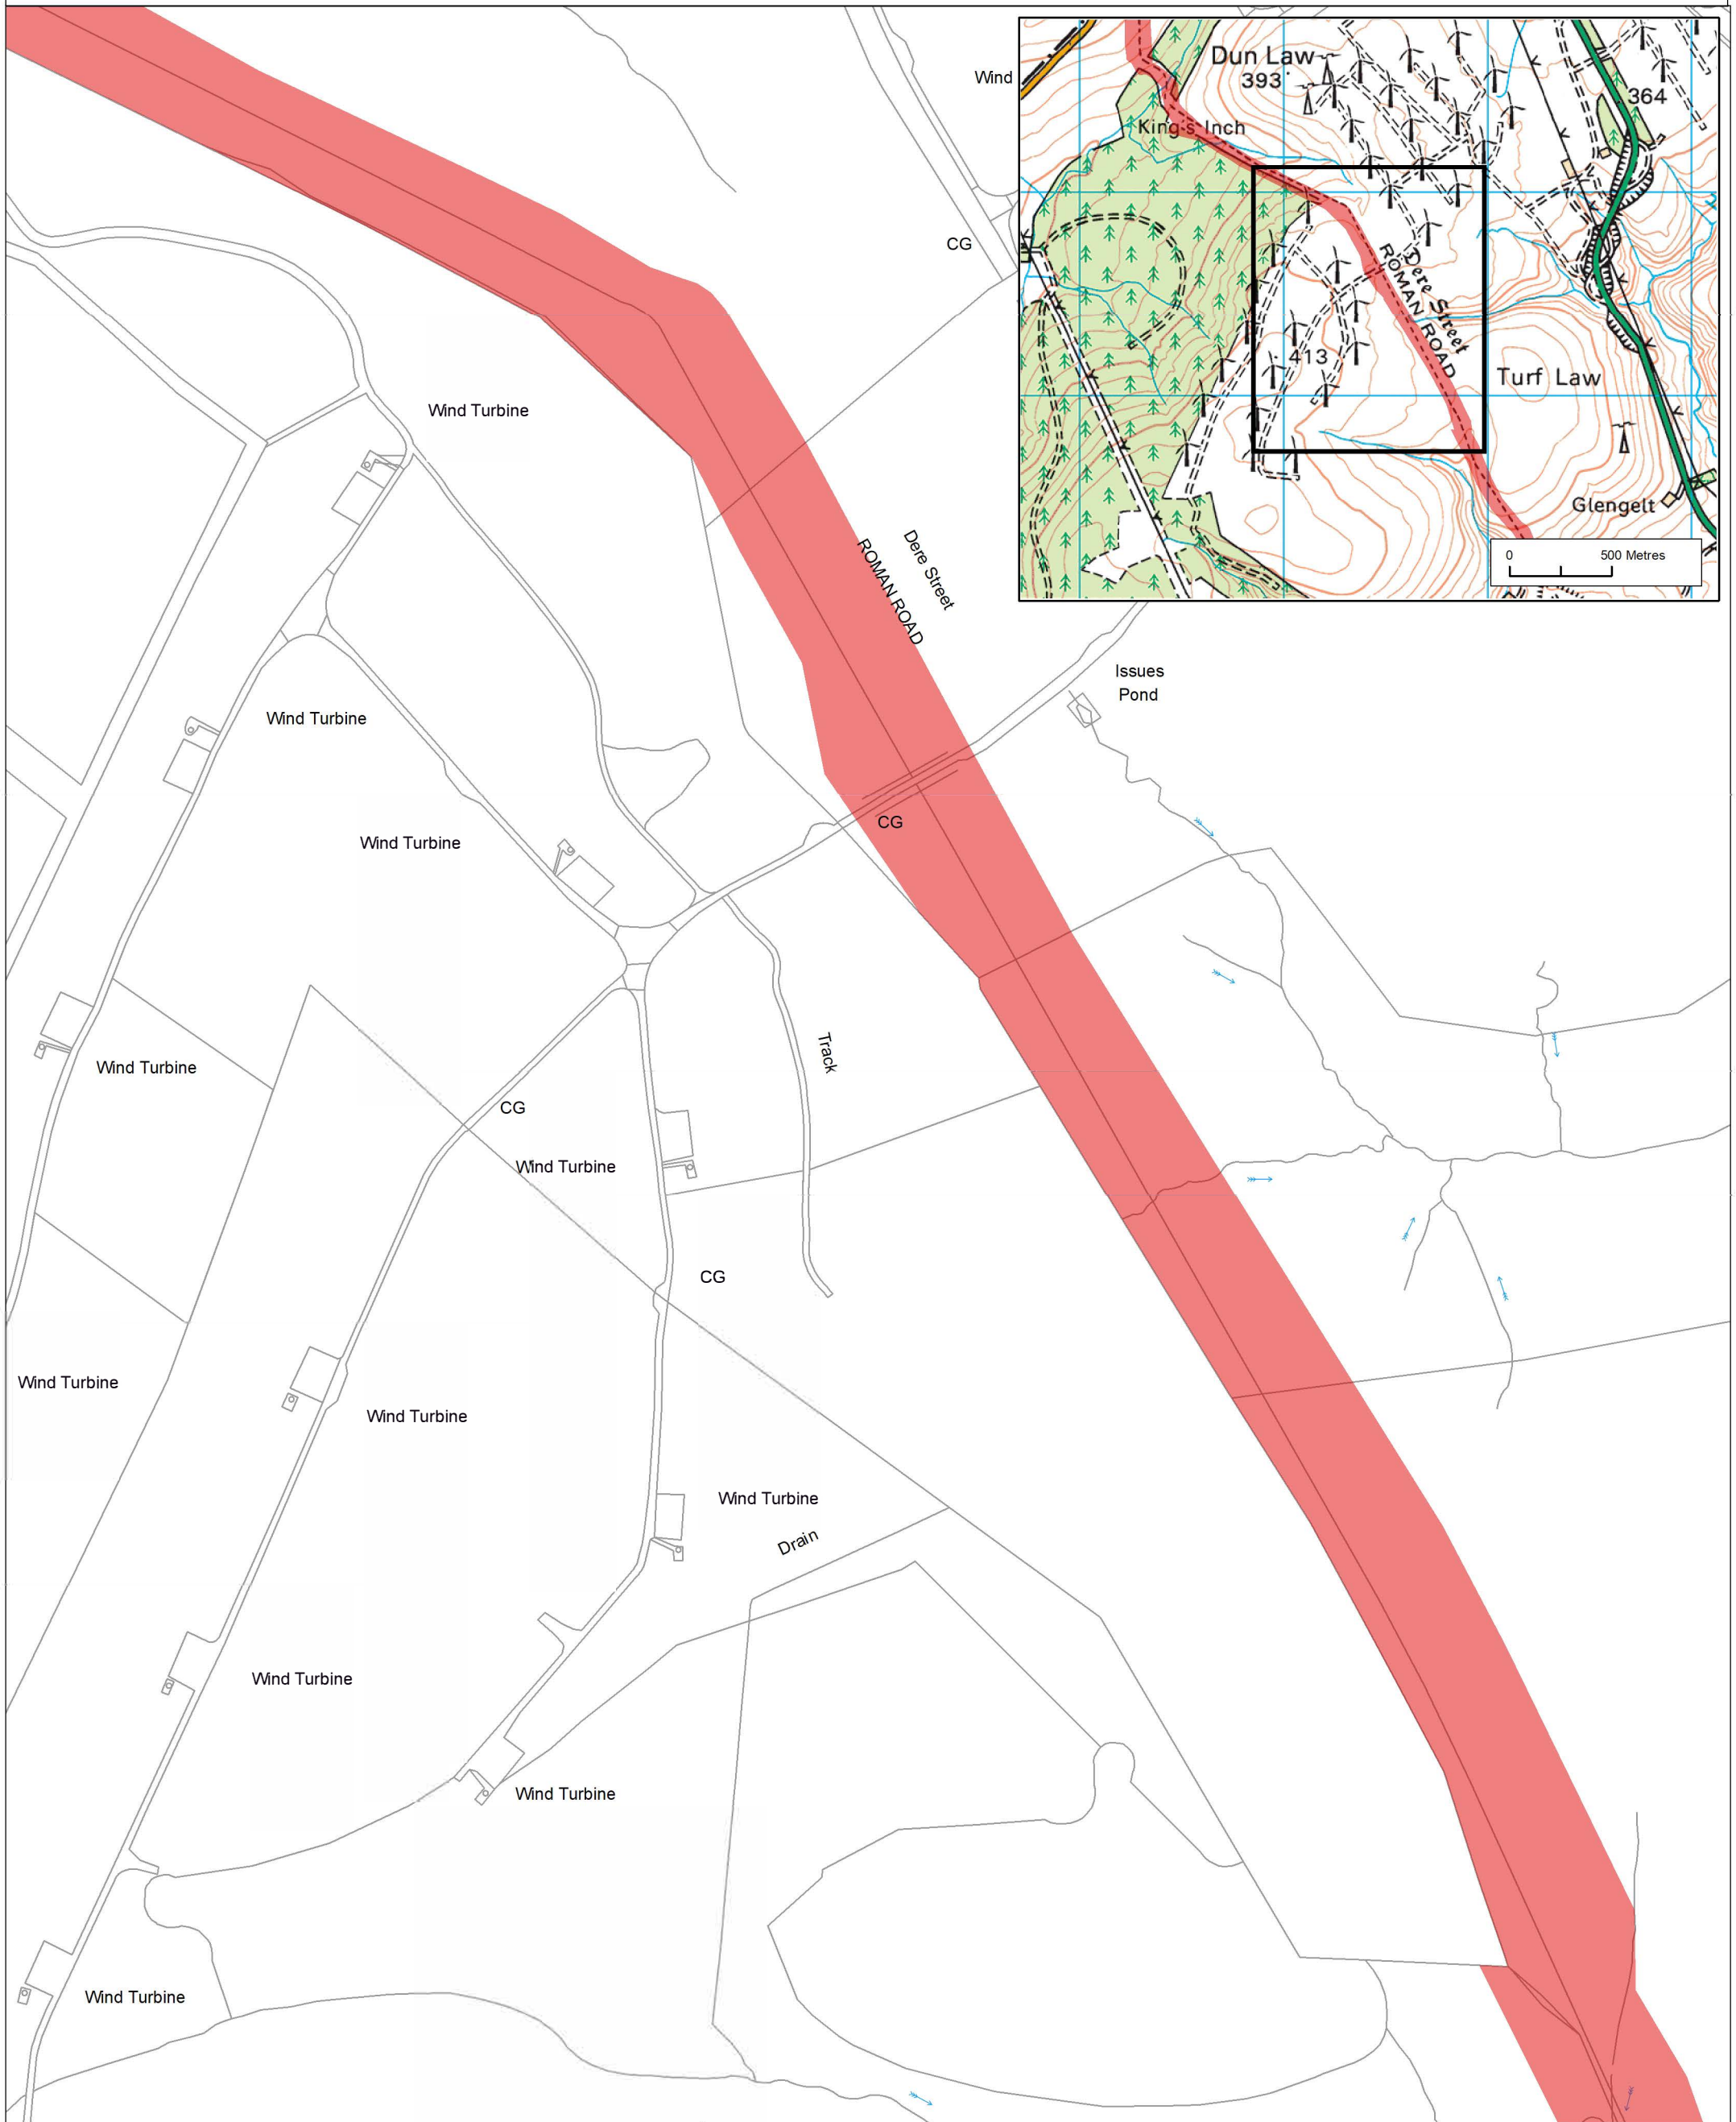 Wind
CG
Dun Law
393
King's Inch
364
Dere Street
ROMAN ROAD
413
Turf Law
Glengelt
0 500 Metres
Wind Turbine
Dere Street
ROMAN ROAD
Issues
Pond
Wind Turbine
CG
Wind Turbine
Track
Wind Turbine
CG
Wind Turbine
CG
Wind Turbine
Wind Turbine
Wind Turbine
Drain
Wind Turbine
Wind Turbine
Wind Turbine